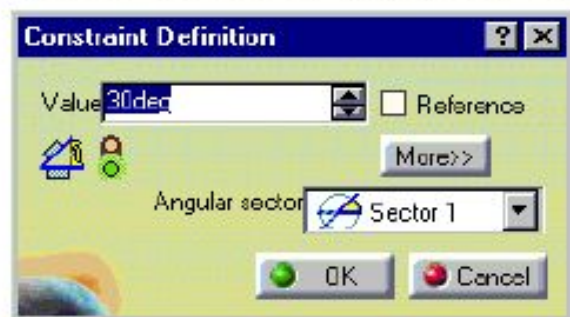 Constraint Definition
Value 30deg Reference
More>>
Angular sector Sector 1
OK Cancel